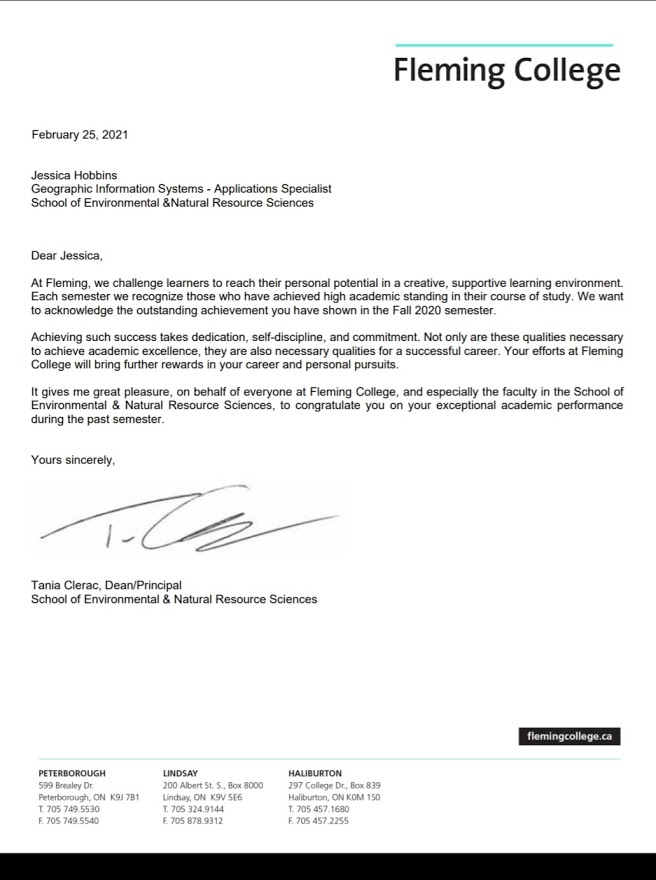 Fleming College
February 25, 2021
Jessica Hobbins
Geographic Information Systems - Applications Specialist
School of Environmental &Natural Resource Sciences
Dear Jessica,
At Fleming, we challenge learners to reach their personal potential in a creative, supportive learning environment.
Each semester we recognize those who have achieved high academic standing in their course of study. We want
to acknowledge the outstanding achievement you have shown in the Fall 2020 semester.
Achieving such success takes dedication, self-discipline, and commitment. Not only are these qualities necessary
to achieve academic excellence, they are also necessary qualities for a successful career. Your efforts at Fleming
College will bring further rewards in your career and personal pursuits.
It gives me great pleasure, on behalf of everyone at Fleming College, and especially the faculty in the School of
Environmental & Natural Resource Sciences, to congratulate you on your exceptional academic performance
during the past semester.
Yours sincerely,
Tania Clerac, Dean/Principal
School of Environmental & Natural Resource Sciences
flemingcollege.ca
PETERBOROUGH
599 Brealey Dr.
Peterborough, ON K9J 7B1
T. 705 749.5530
F. 705 749.5540
LINDSAY
200 Albert St. S., Box 8000
Lindsay, ON K9V 5E6
T. 705 324.9144
F. 705 878.9312
HALIBURTON
297 College Dr., Box 839
Haliburton, ON K0M 1S0
T. 705 457.1680
F. 705 457.2255